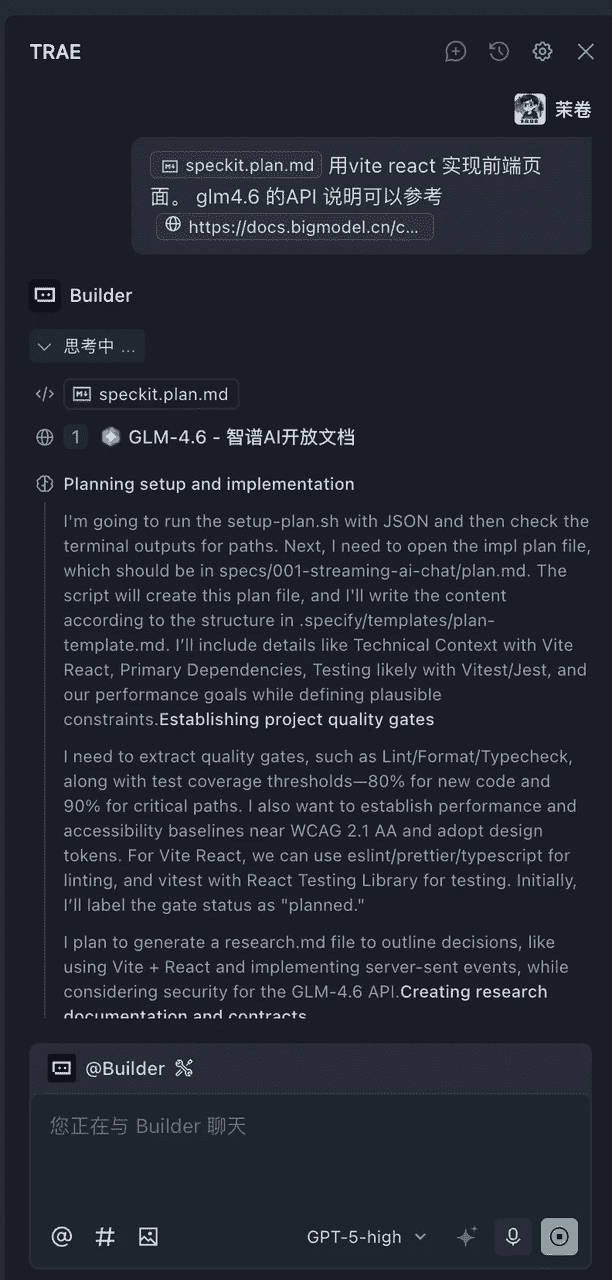 TRAE
茉卷
speckit.plan.md 用vite react 实现前端页
面。 glm4.6 的API 说明可以参考
https://docs.bigmodel.cn/c...
Builder
思考中 ...
speckit.plan.md
1 GLM-4.6 - 智谱AI开放文档
Planning setup and implementation
I'm going to run the setup-plan.sh with JSON and then check the
terminal outputs for paths. Next, I need to open the impl plan file,
which should be in specs/001-streaming-ai-chat/plan.md. The
script will create this plan file, and I'll write the content
according to the structure in .specify/templates/plan-
template.md. I’ll include details like Technical Context with Vite
React, Primary Dependencies, Testing likely with Vitest/Jest, and
our performance goals while defining plausible
constraints.Establishing project quality gates
I need to extract quality gates, such as Lint/Format/Typecheck,
along with test coverage thresholds—80% for new code and
90% for critical paths. I also want to establish performance and
accessibility baselines near WCAG 2.1 AA and adopt design
tokens. For Vite React, we can use eslint/prettier/typescript for
linting, and vitest with React Testing Library for testing. Initially,
I’ll label the gate status as "planned."
I plan to generate a research.md file to outline decisions, like
using Vite + React and implementing server-sent events, while
considering security for the GLM-4.6 API.Creating research
documentation and contracts
@Builder
您正在与 Builder 聊天
GPT-5-high